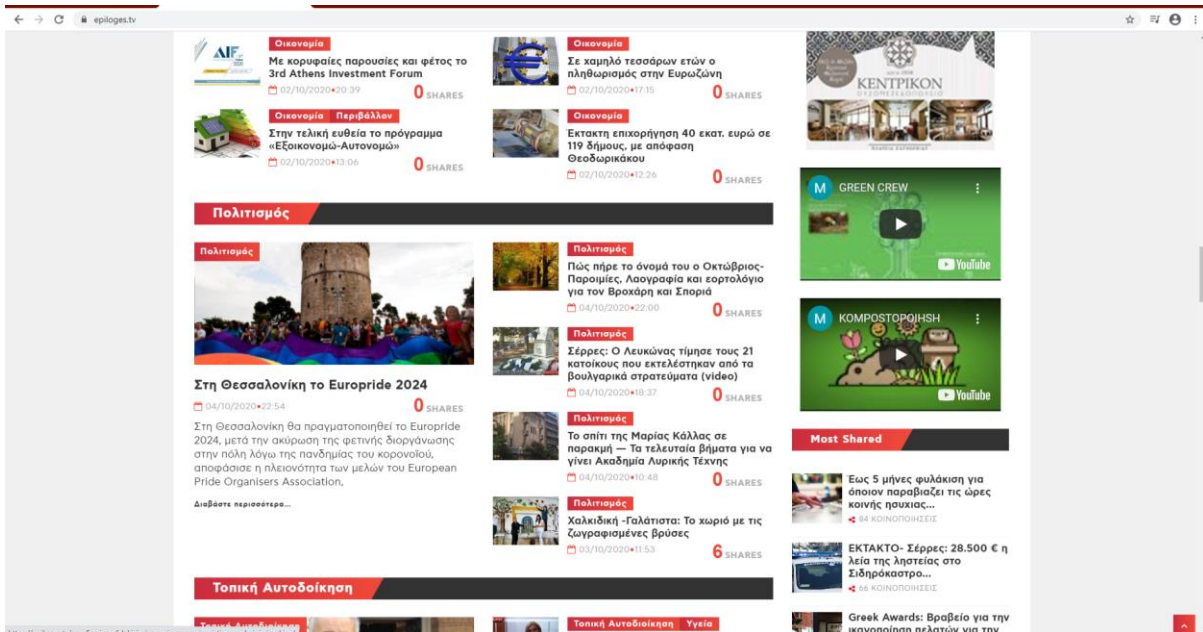 epiloges.tv
AIF
Οικονομία
Με κορυφαίες παρουσίες και φέτος το
3rd Athens Investment Forum
02/10/2020•20:39
0 SHARES
Οικονομία
Σε χαμηλό τεσσάρων ετών ο
πληθωρισμός στην Ευρωζώνη
02/10/2020•17:15
0 SHARES
Οικονομία Περιβάλλον
Στην τελική ευθεία το πρόγραμμα
«Εξοικονομώ-Αυτονομώ»
02/10/2020•13:06
0 SHARES
Οικονομία
Έκτακτη επιχορήγηση 40 εκατ. ευρώ σε
119 δήμους, με απόφαση
Θεοδωρικάκου
02/10/2020•12:26
0 SHARES
Πολιτισμός
Πολιτισμός
Στη Θεσσαλονίκη το Europride 2024
04/10/2020•22:54
0 SHARES
Στη Θεσσαλονίκη θα πραγματοποιηθεί το Europride
2024, μετά την ακύρωση της φετινής διοργάνωσης
στην πόλη λόγω της πανδημίας του κορονοϊού,
αποφάσισε η πλειονότητα των μελών του European
Pride Organisers Association,
Διαβάστε περισσότερα...
Πολιτισμός
Πώς πήρε το όνομά του ο Οκτώβριος-
Παροιμίες, Λαογραφία και εορτολόγιο
για τον Βροχάρη και Σποριά
04/10/2020•22:00
0 SHARES
Πολιτισμός
Σέρρες: Ο Λευκώνας τίμησε τους 21
κατοίκους που εκτελέστηκαν από τα
βουλγαρικά στρατεύματα (video)
04/10/2020•18:37
0 SHARES
Πολιτισμός
Το σπίτι της Μαρίας Κάλλας σε
παρακμή — Τα τελευταία βήματα για να
γίνει Ακαδημία Λυρικής Τέχνης
04/10/2020•10:48
0 SHARES
Πολιτισμός
Χαλκιδική -Γαλάτιστα: Το χωριό με τις
ζωγραφισμένες βρύσες
03/10/2020•11:53
6 SHARES
Τοπική Αυτοδοίκηση
Τοπική Αυτοδιοίκηση
Τοπική Αυτοδιοίκηση Υγεία
ΚΕΝΤΡΙΚΟΝ
M GREEN CREW
YouTube
M KOMPOSTOPOIHSH
YouTube
Most Shared
Έως 5 μήνες φυλάκιση για
όποιον παραβιαζει τις ώρες
κοινής ησυχιας...
94 ΚΟΙΝΟΠΟΙΗΣΕΙΣ
ΕΚΤΑΚΤΟ- Σέρρες: 28.500 € η
λεία της ληστείας στο
Σιδηρόκαστρο...
66 ΚΟΙΝΟΠΟΙΗΣΕΙΣ
Greek Awards: Βραβείο για την
ικανοποίηση πελατών για την